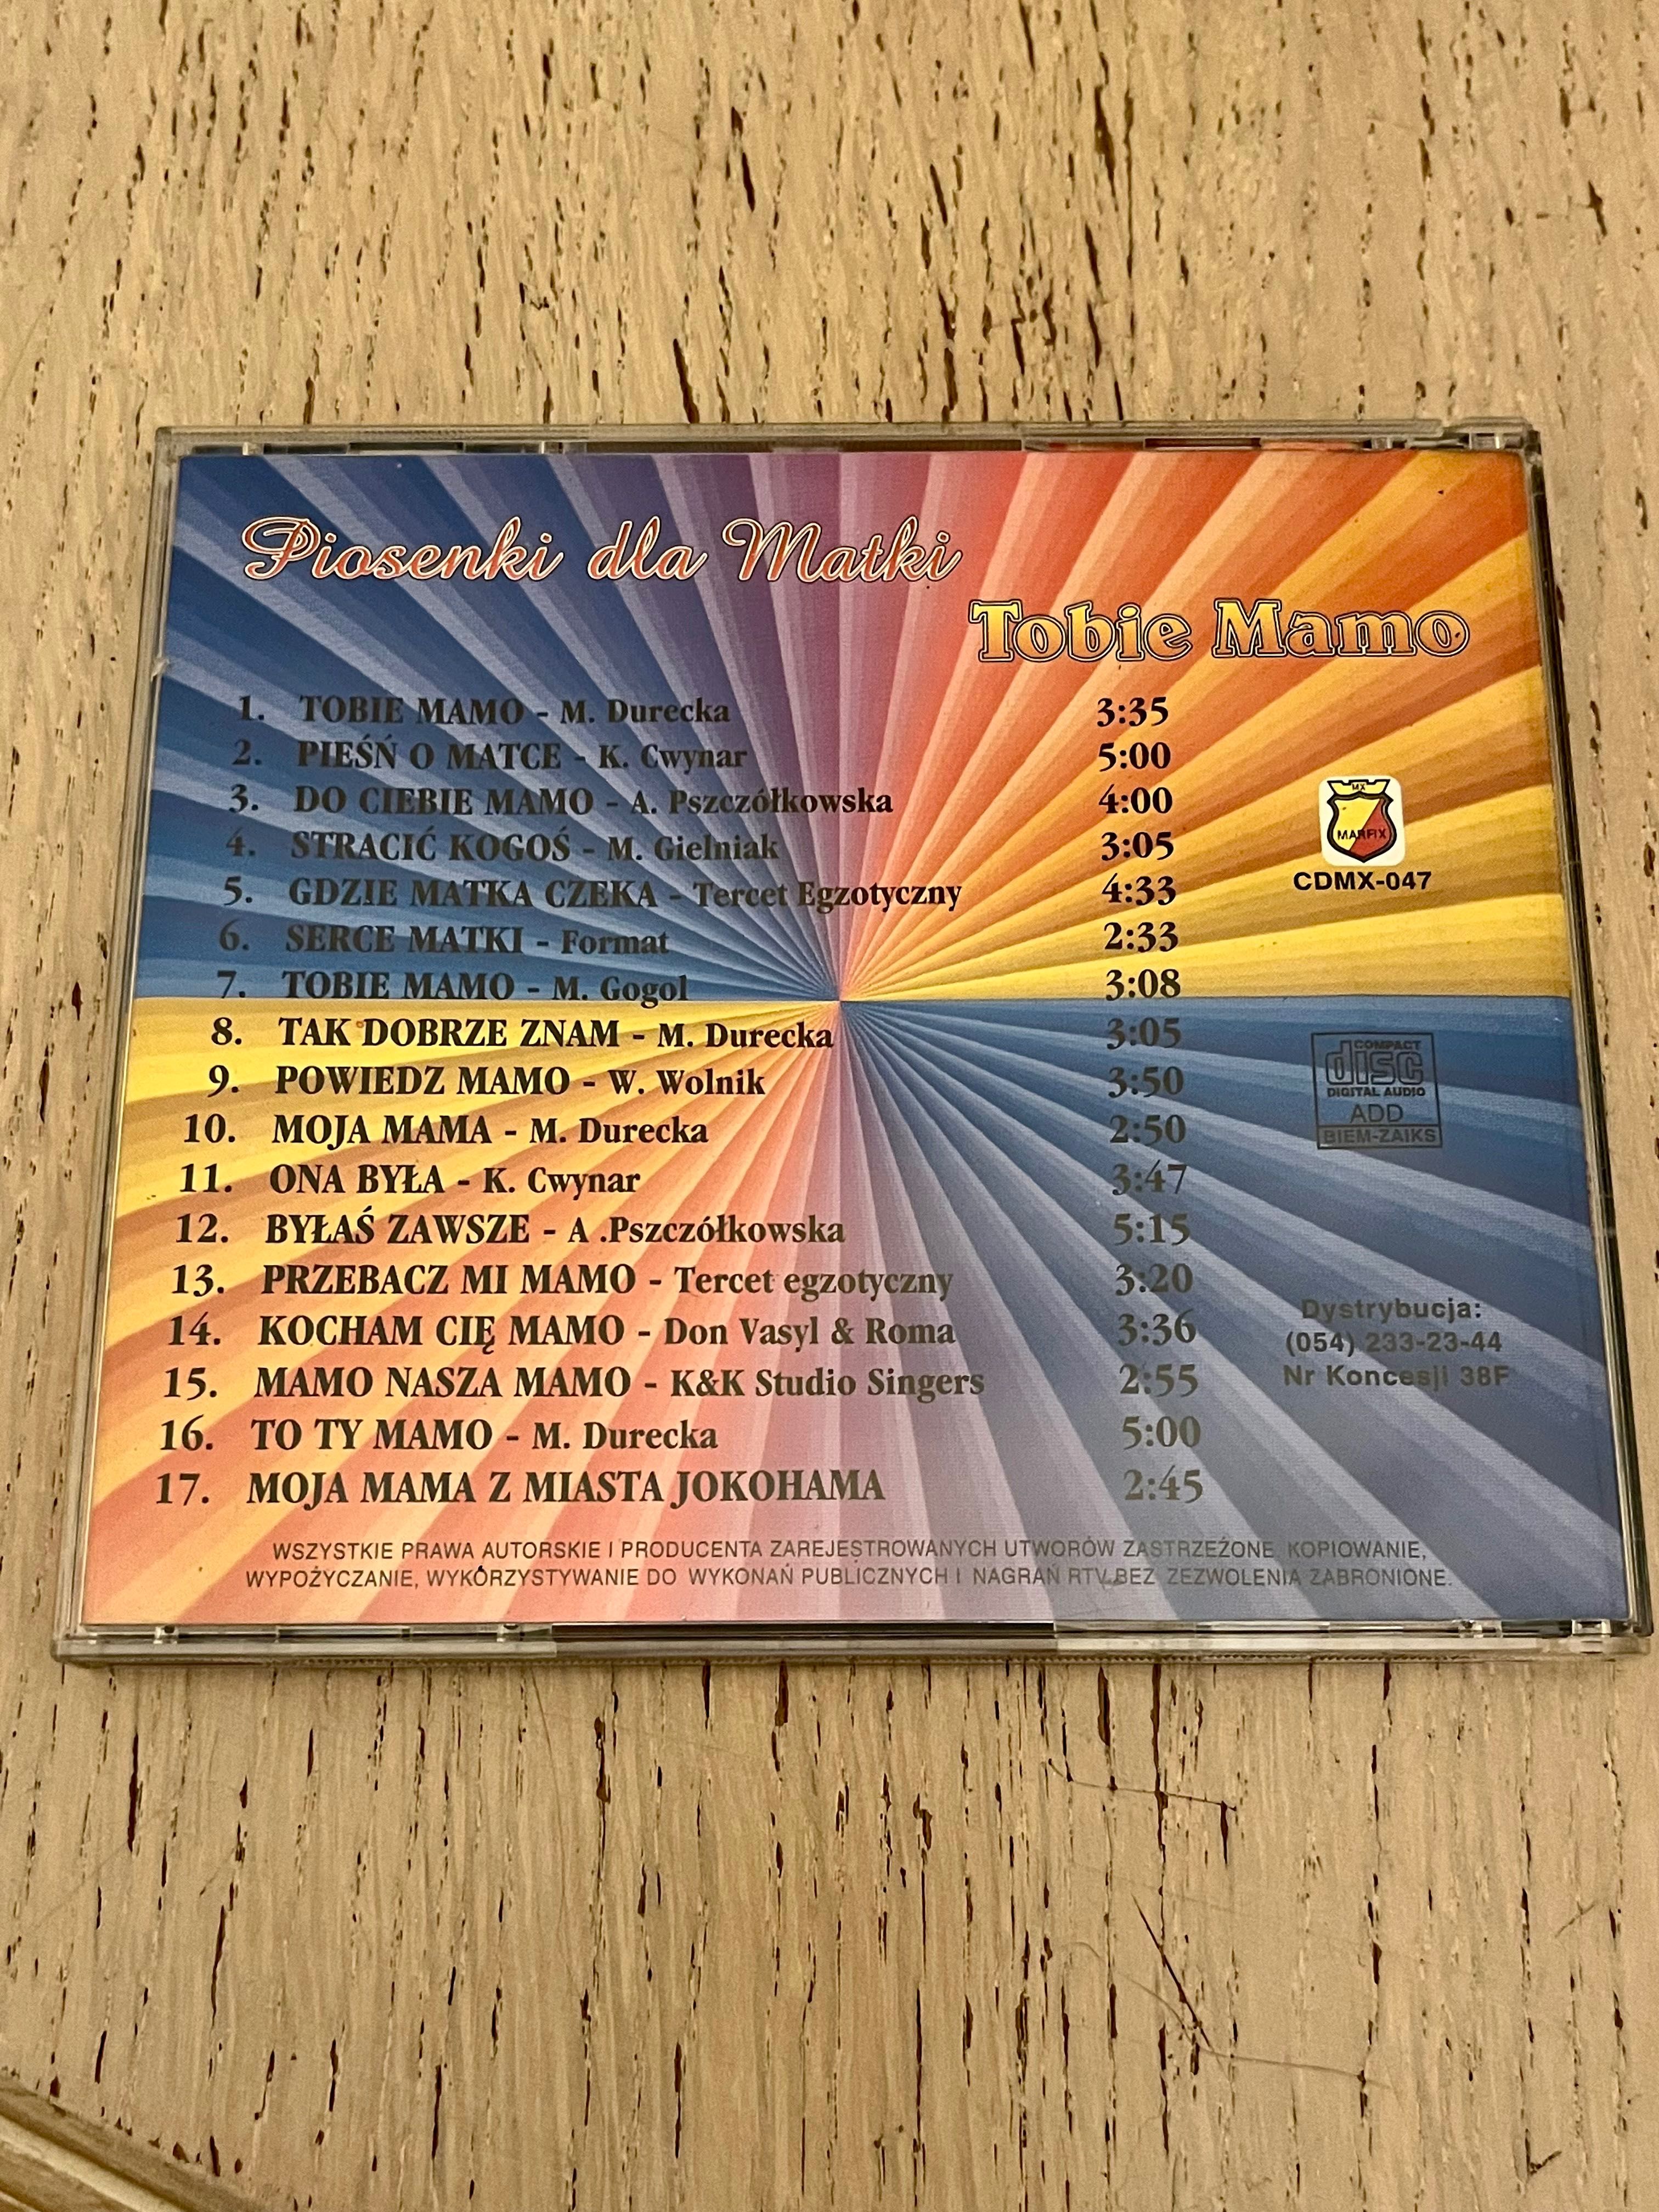 Piosenki dla Matki
Tobie Mamo
1. TOBIE MAMO - M. Durecka 3:35
2. PIEŚŃ O MATCE - K. Cwynar 5:00
3. DO CIEBIE MAMO - A. Pszczółkowska 4:00
4. STRACIĆ KOGOŚ - M. Gielniak 3:05
5. GDZIE MATKA CZEKA - Tercet Egzotyczny 4:33
6. SERCE MATKI - Format 2:33
7. TOBIE MAMO - M. Gogol 3:08
8. TAK DOBRZE ZNAM - M. Durecka 3:05
9. POWIEDZ MAMO - W. Wolnik 3:50
10. MOJA MAMA - M. Durecka 2:50
11. ONA BYŁA - K. Cwynar 3:47
12. BYŁAŚ ZAWSZE - A .Pszczółkowska 5:15
13. PRZEBACZ MI MAMO - Tercet egzotyczny 3:20
14. KOCHAM CIĘ MAMO - Don Vasyl & Roma 3:36
15. MAMO NASZA MAMO - K&K Studio Singers 2:55
16. TO TY MAMO - M. Durecka 5:00
17. MOJA MAMA Z MIASTA JOKOHAMA 2:45
MX
MARFIX
CDMX-047
COMPACT
disc
DIGITAL AUDIO
ADD
BIEM-ZAIKS
Dystrybucja:
(054) 233-23-44
Nr Koncesji 38F
WSZYSTKIE PRAWA AUTORSKIE I PRODUCENTA ZAREJESTROWANYCH UTWORÓW ZASTRZEŻONE KOPIOWANIE,
WYPOŻYCZANIE, WYKORZYSTYWANIE DO WYKONAŃ PUBLICZNYCH I NAGRAŃ RTV BEZ ZEZWOLENIA ZABRONIONE.